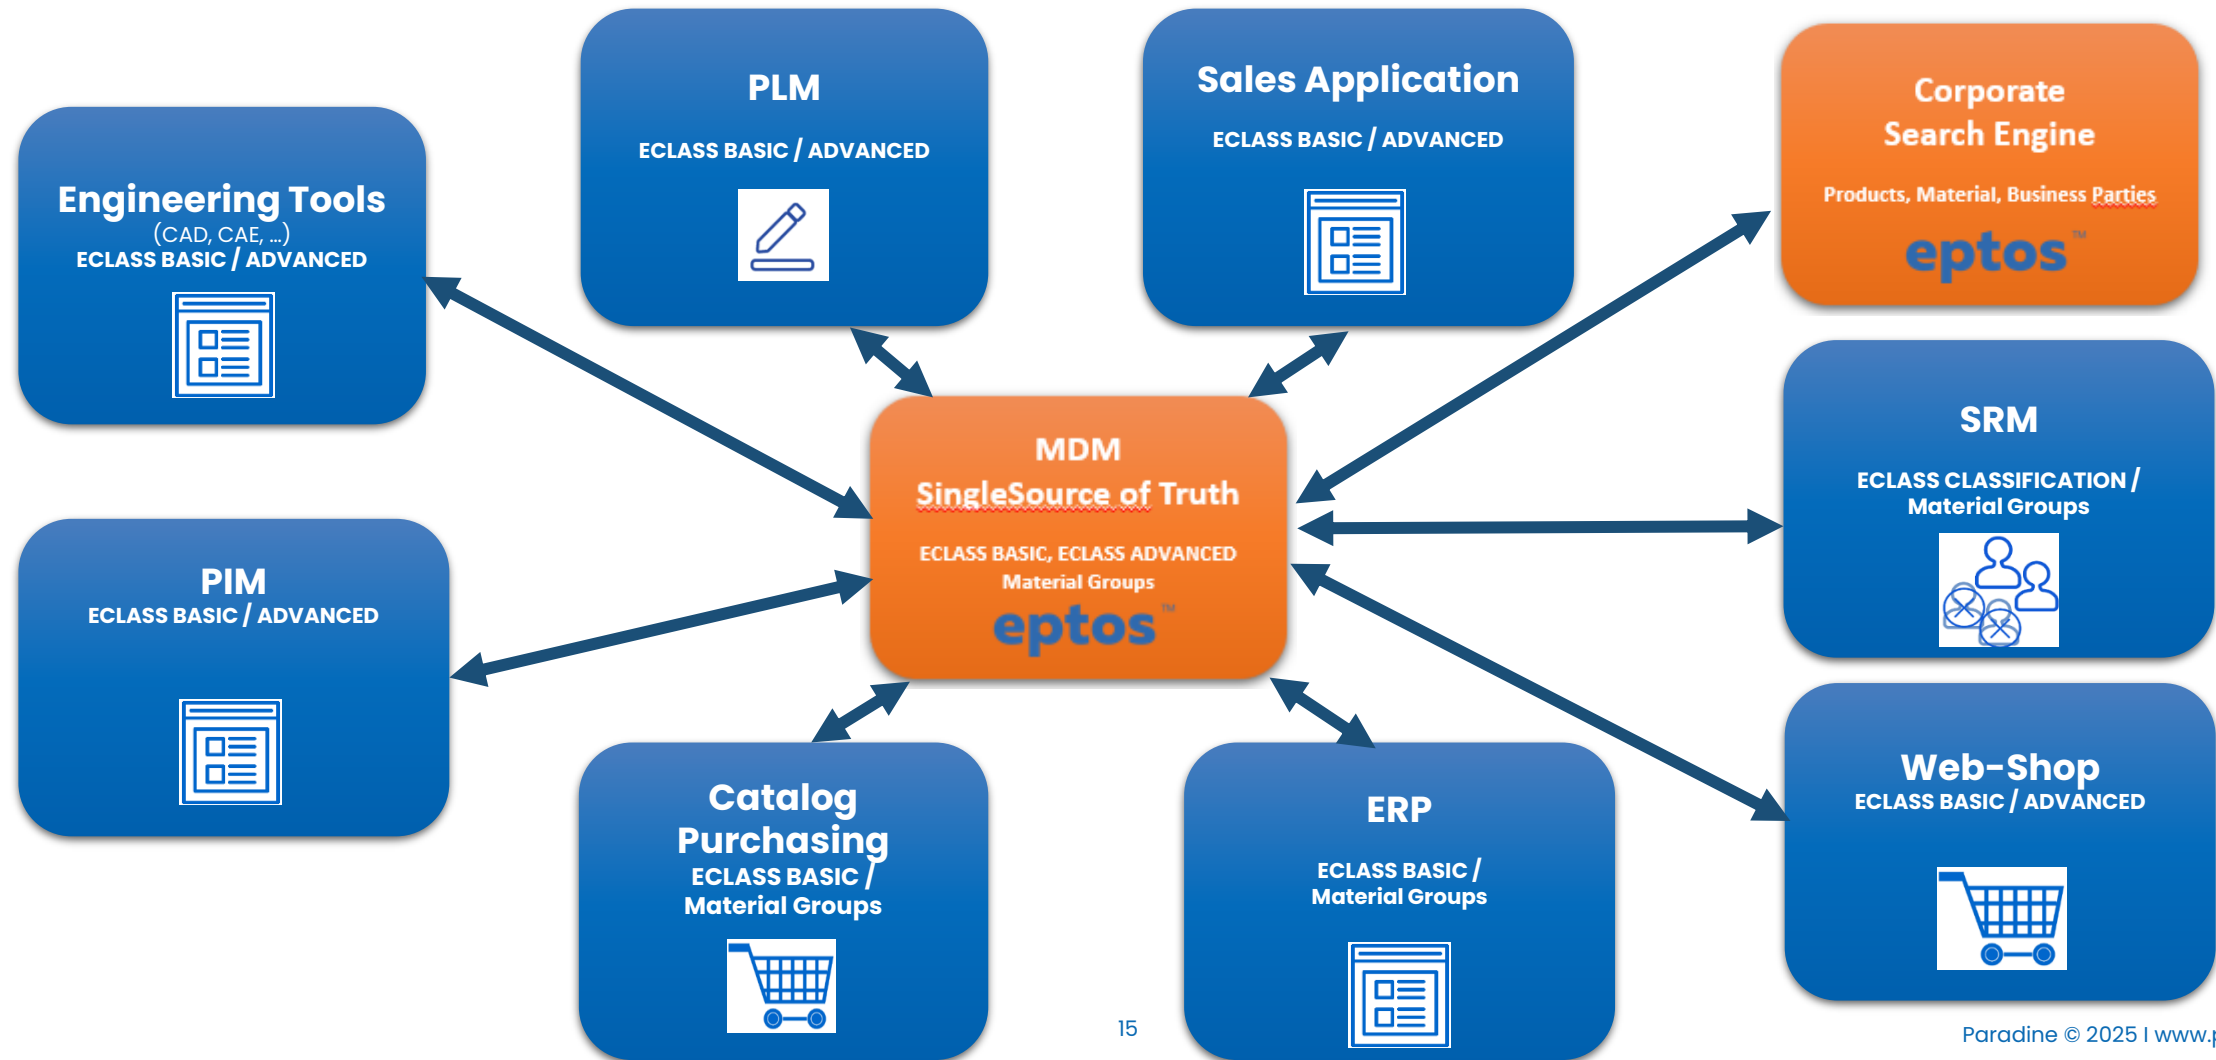 PLM
ECLASS BASIC / ADVANCED
Sales Application
ECLASS BASIC / ADVANCED
Corporate
Search Engine
Products, Material, Business Parties
eptos™
Engineering Tools
(CAD, CAE, ...)
ECLASS BASIC / ADVANCED
MDM
SingleSource of Truth
ECLASS BASIC, ECLASS ADVANCED
Material Groups
eptos™
SRM
ECLASS CLASSIFICATION /
Material Groups
PIM
ECLASS BASIC / ADVANCED
Catalog
Purchasing
ECLASS BASIC /
Material Groups
ERP
ECLASS BASIC /
Material Groups
Web-Shop
ECLASS BASIC / ADVANCED
15
Paradine © 2025 I www.p